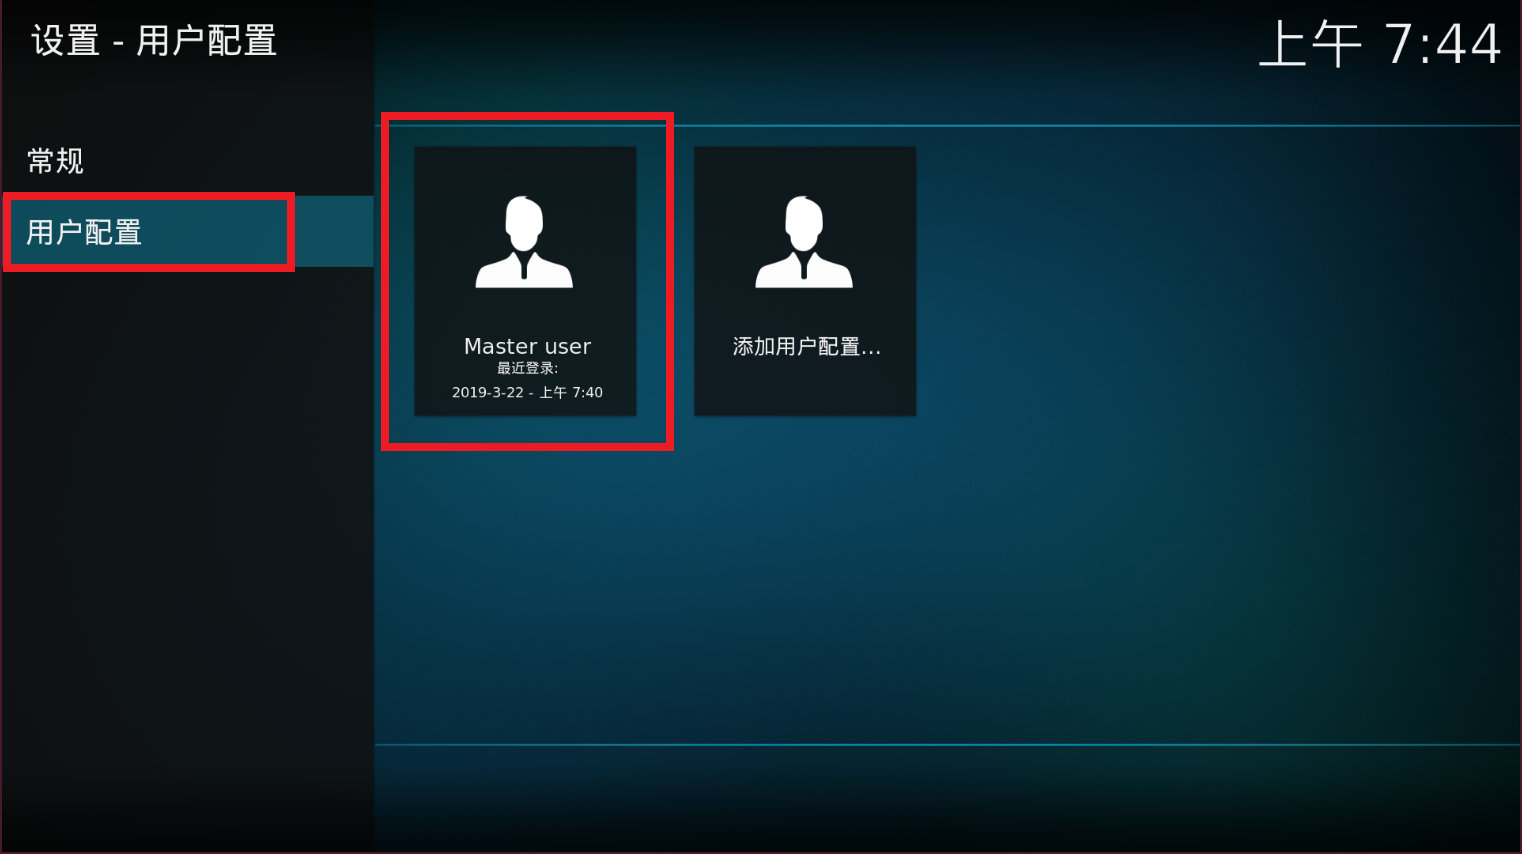 设置 - 用户配置
上午 7:44
常规
用户配置
Master user
最近登录:
2019-3-22 - 上午 7:40
添加用户配置...